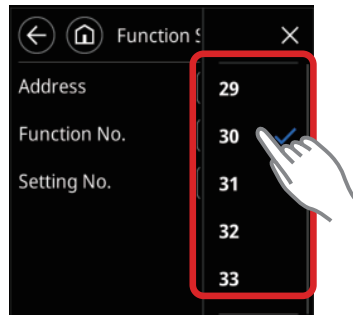 Function S
Address
Function No.
Setting No.
29
30
31
32
33